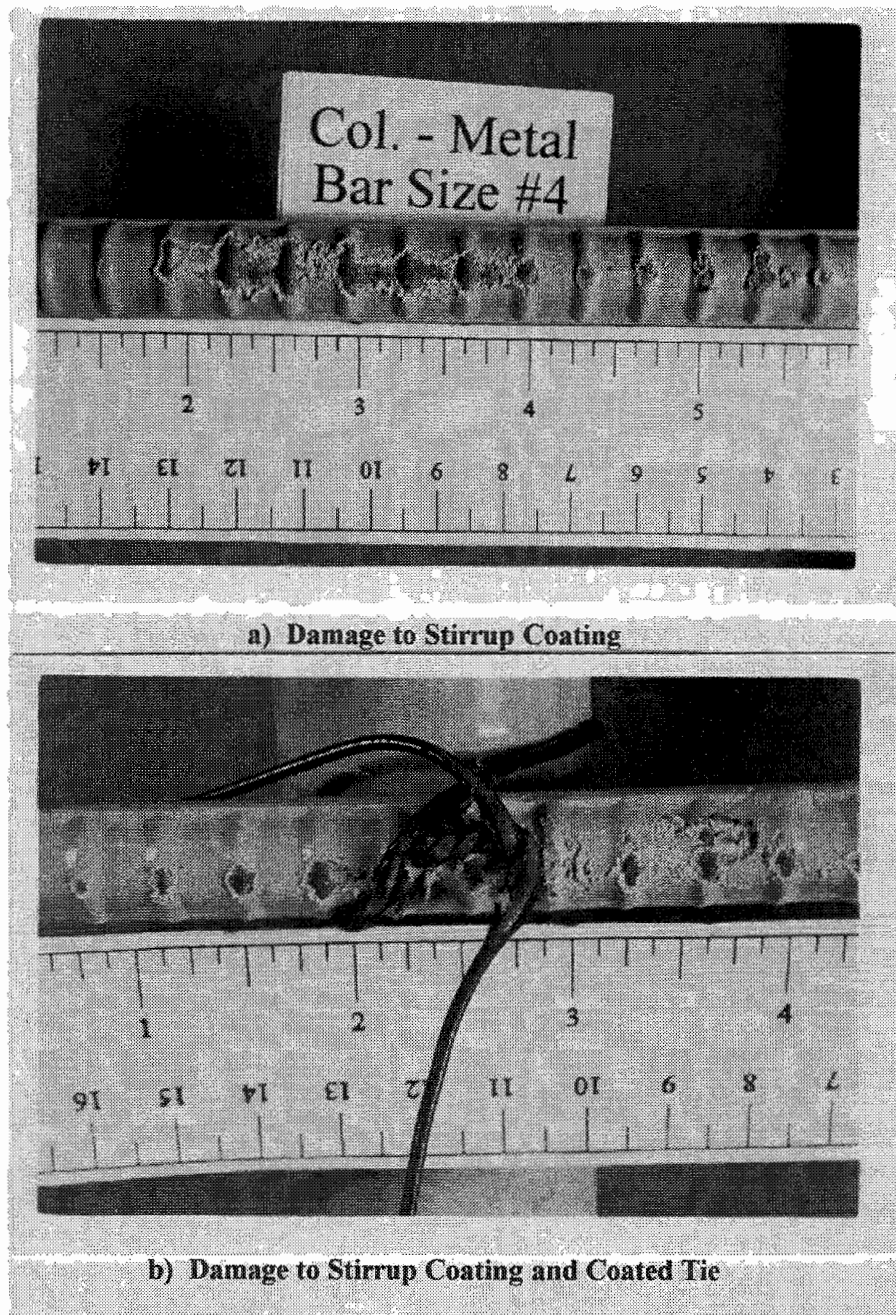 Col. - Metal
Bar Size #4
2 3 4 5
14 13 12 11 10 9 8 7 6 5 4 3
a) Damage to Stirrup Coating
1 2 3 4
16 15 14 13 12 11 10 9 8 7
b) Damage to Stirrup Coating and Coated Tie